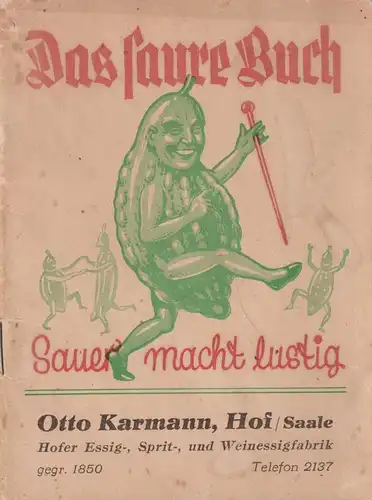 Das saure Buch
Sauer macht lustig
Otto Karmann, Hof / Saale
Hofer Essig-, Sprit-, und Weinessigfabrik
gegr. 1850 Telefon 2137